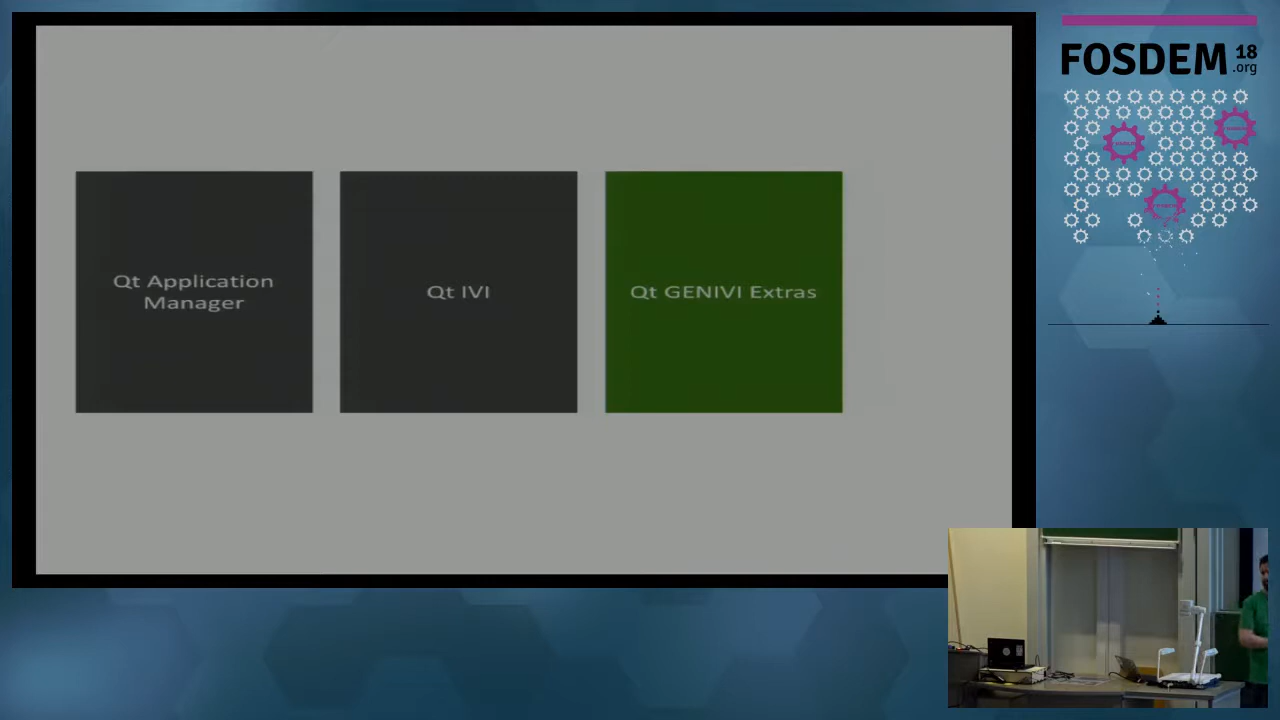 FOSDEM 18
.org
Qt Application
Manager
Qt IVI
Qt GENIVI Extras